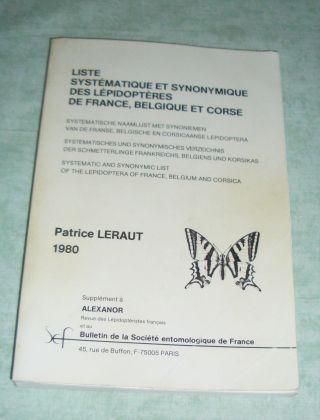 LISTE
SYSTÉMATIQUE ET SYNONYMIQUE
DES LÉPIDOPTÈRES
DE FRANCE, BELGIQUE ET CORSE
SYSTEMATISCHE NAAMLIJST MET SYNONIEMEN
VAN DE FRANSE, BELGISCHE EN CORSICAANSE LEPIDOPTERA
SYSTEMATISCHES UND SYNONYMISCHES VERZEICHNIS
DER SCHMETTERLINGE FRANKREICHS, BELGIENS UND KORSIKAS
SYSTEMATIC AND SYNONYMIC LIST
OF THE LEPIDOPTERA OF FRANCE, BELGIUM AND CORSICA
Patrice LERAUT
1980
Supplément à
ALEXANOR
Revue des Lépidoptéristes français
et au
Bulletin de la Société entomologique de France
45, rue de Buffon, F-75005 PARIS